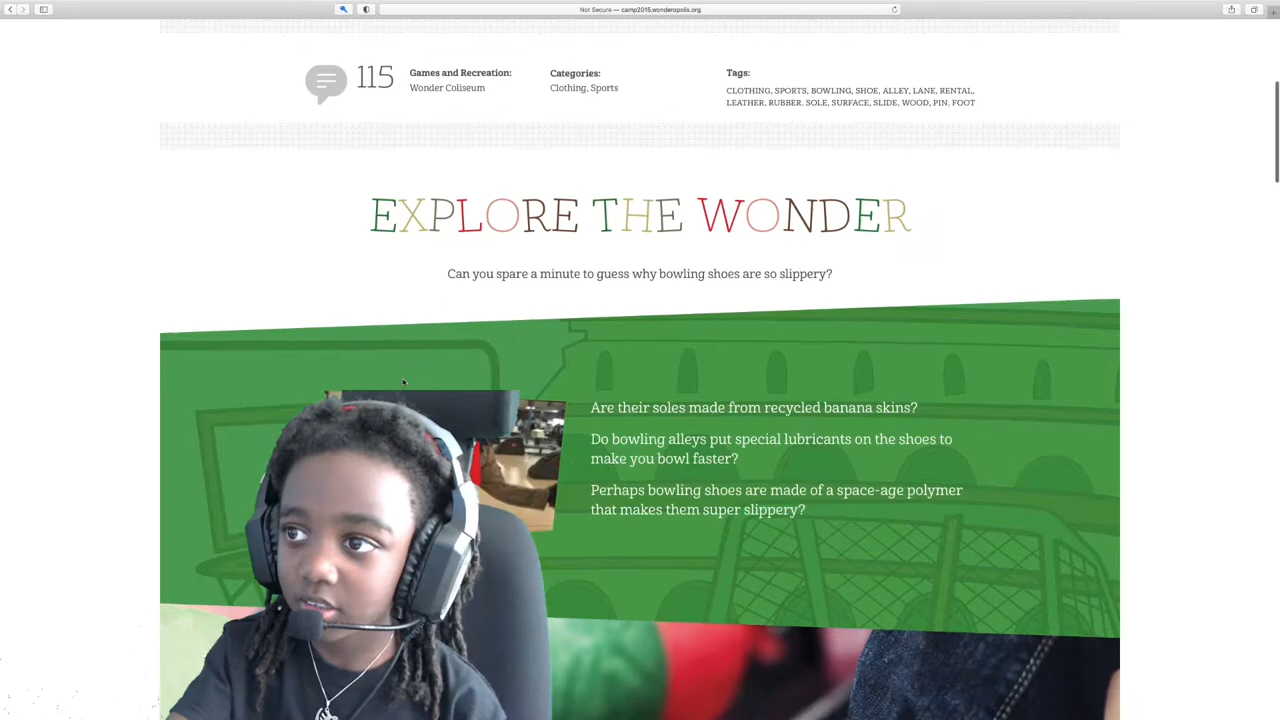 Not Secure — camp2015.wonderopolis.org
115
Games and Recreation:
Wonder Coliseum
Categories:
Clothing, Sports
Tags:
CLOTHING, SPORTS, BOWLING, SHOE, ALLEY, LANE, RENTAL,
LEATHER, RUBBER, SOLE, SURFACE, SLIDE, WOOD, PIN, FOOT
EXPLORE THE WONDER
Can you spare a minute to guess why bowling shoes are so slippery?
Are their soles made from recycled banana skins?
Do bowling alleys put special lubricants on the shoes to
make you bowl faster?
Perhaps bowling shoes are made of a space-age polymer
that makes them super slippery?